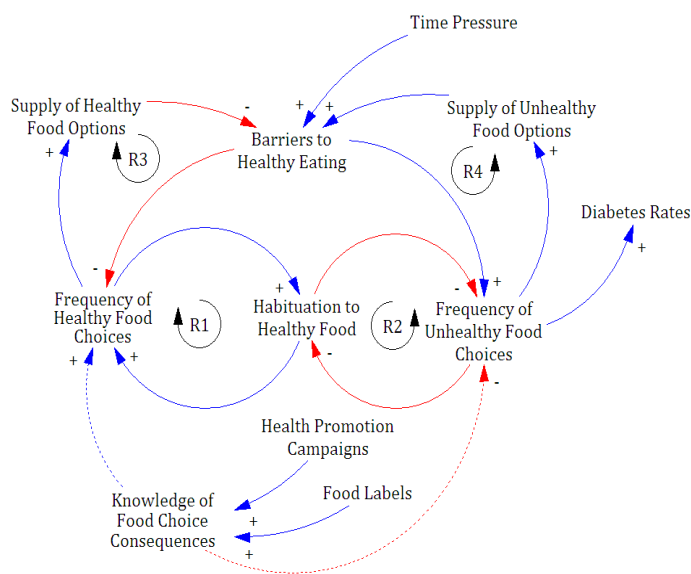 Time Pressure
Supply of Healthy
Food Options
-
+
+
Supply of Unhealthy
Food Options
+
Barriers to
Healthy Eating
+
R3
R4
Diabetes Rates
+
-
+
-
+
Frequency of
Healthy Food
Choices
R1
Habituation to
Healthy Food
R2
Frequency of
Unhealthy Food
Choices
+
+
-
-
Health Promotion
Campaigns
Knowledge of
Food Choice
Consequences
Food Labels
+
+